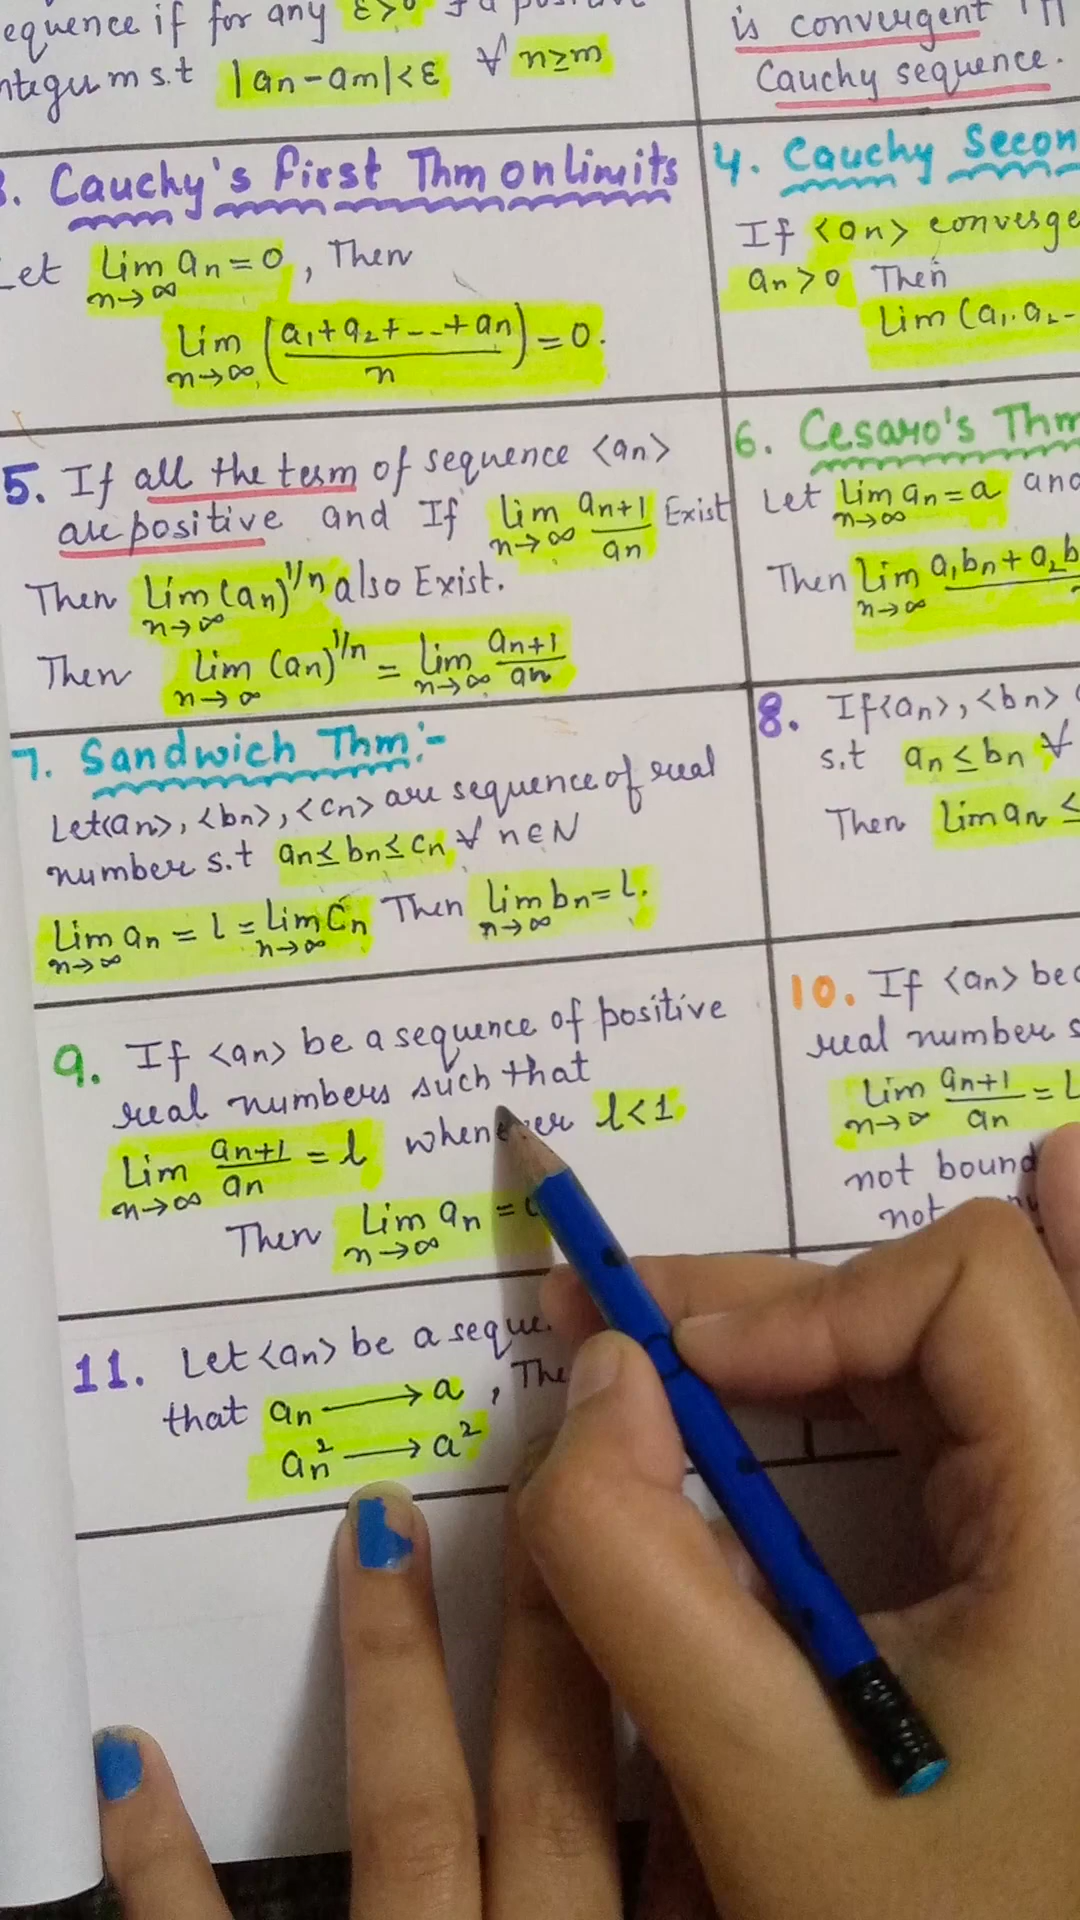 equence if for any ε>0 a
integer m s.t |an-am|<ε ∀ n≥m
is convergent
Cauchy sequence.
3. Cauchy's First Thm on limits
Let lim n→∞ an=0, Then
lim n→∞ (a1+a2+--+an / n)=0.
4. Cauchy Secon
If <an> converge
an>0 Then
Lim (a1.a2-
5. If all the term of sequence <an>
are positive and If lim n→∞ an+1/an Exist
Then lim n→∞ (an)^1/n also Exist.
Then lim n→∞ (an)^1/n = lim n→∞ an+1/an
6. Cesaro's Thm
Let lim n→∞ an=a and
Then lim n→∞ a1bn+a2b
7. Sandwich Thm:-
Let<an>, <bn>, <cn> are sequence of real
number s.t an≤bn≤cn ∀ n∈N
lim n→∞ an = l = lim n→∞ Cn Then lim n→∞ bn=l.
8. If<an>, <bn>
s.t an≤bn ∀
Then lim an ≤
9. If <an> be a sequence of positive
real numbers such that
lim n→∞ an+1/an = l whenever l<1
Then lim n→∞ an =
10. If <an> be
real number s
lim n→∞ an+1/an = L
not bound
not
11. Let <an> be a seque
that an ⟶ a, The
an² ⟶ a²